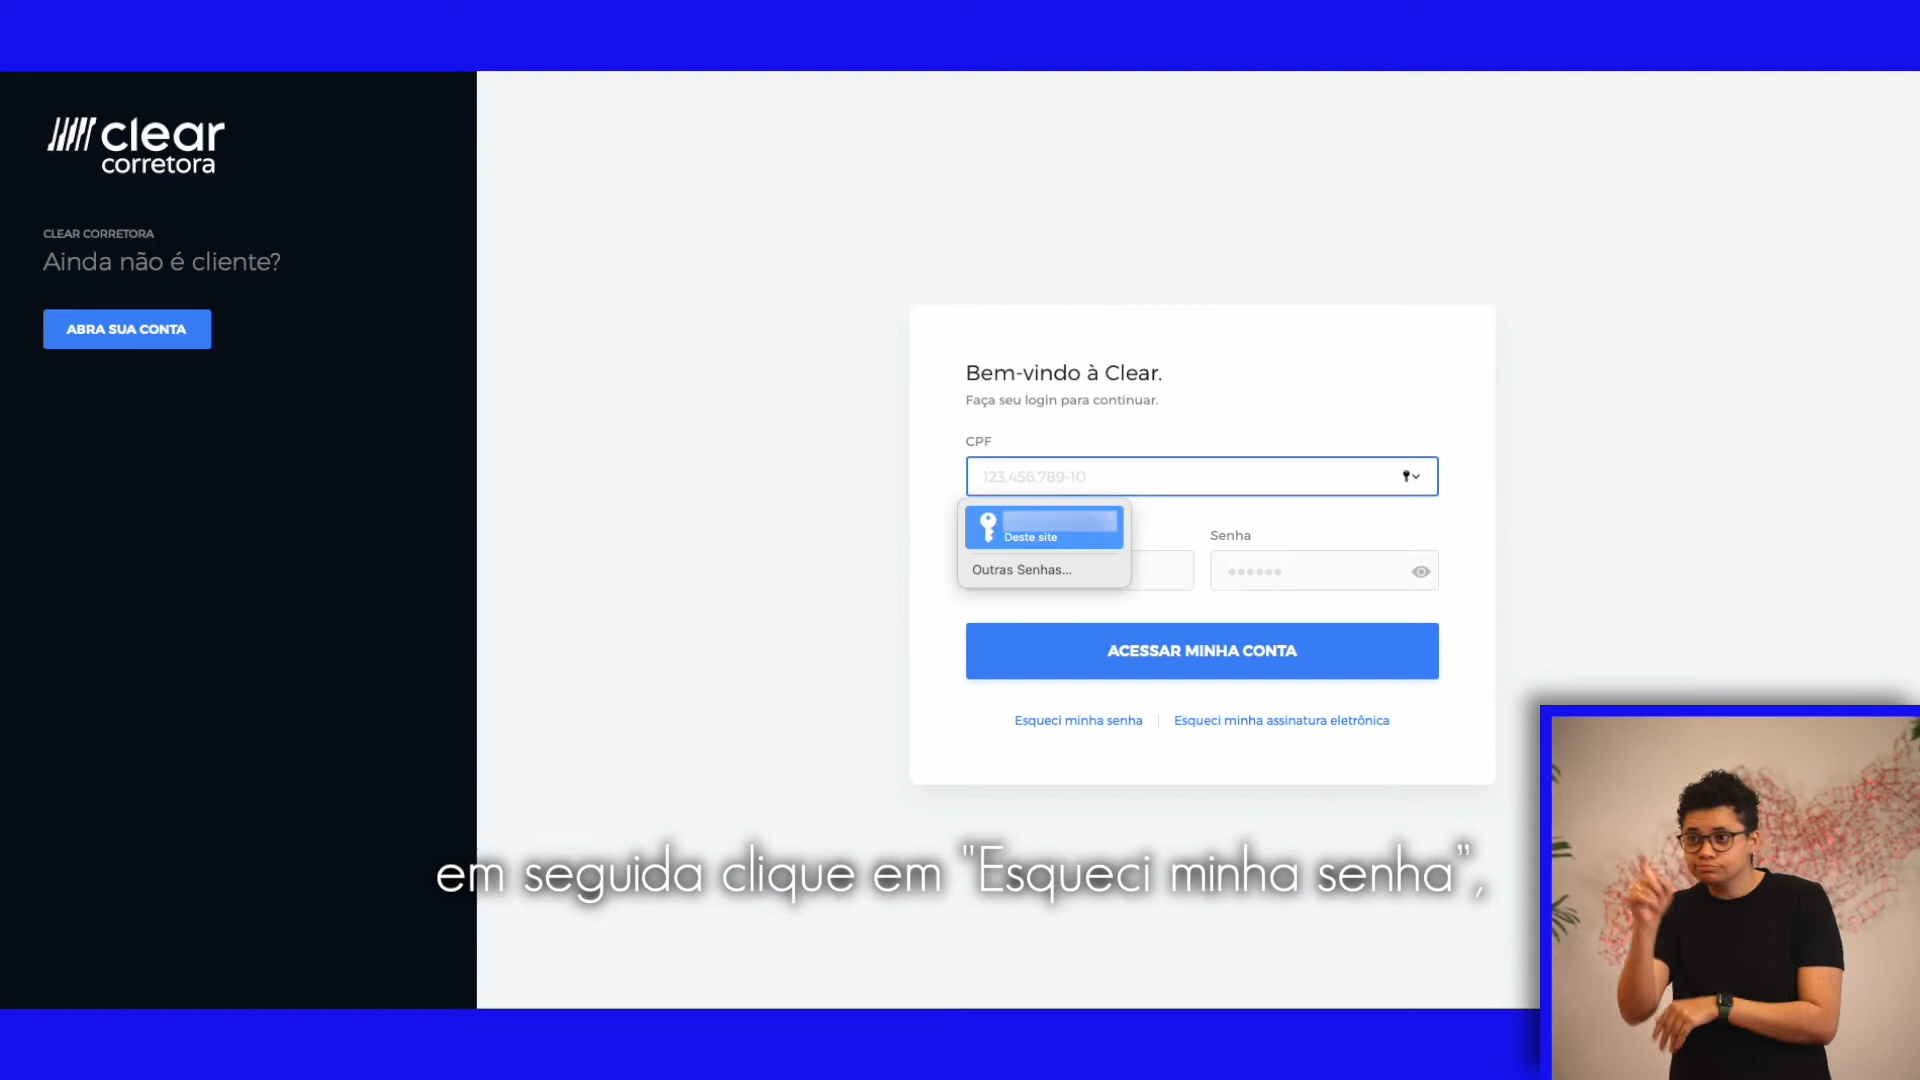 clear
corretora
CLEAR CORRETORA
Ainda não é cliente?
ABRA SUA CONTA
Bem-vindo à Clear.
Faça seu login para continuar.
CPF
123.456.789-10
Deste site
Outras Senhas...
Senha
ACESSAR MINHA CONTA
Esqueci minha senha
Esqueci minha assinatura eletrônica
em seguida clique em "Esqueci minha senha",